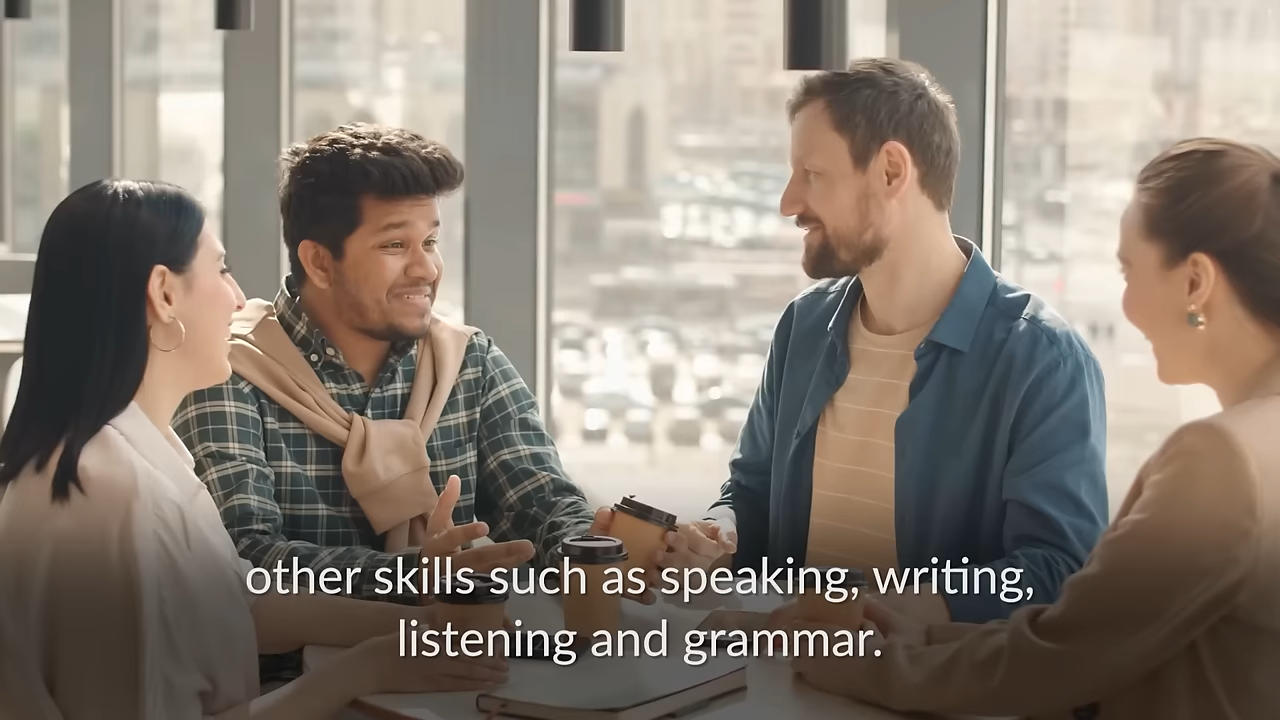 other skills such as speaking, writing,
listening and grammar.